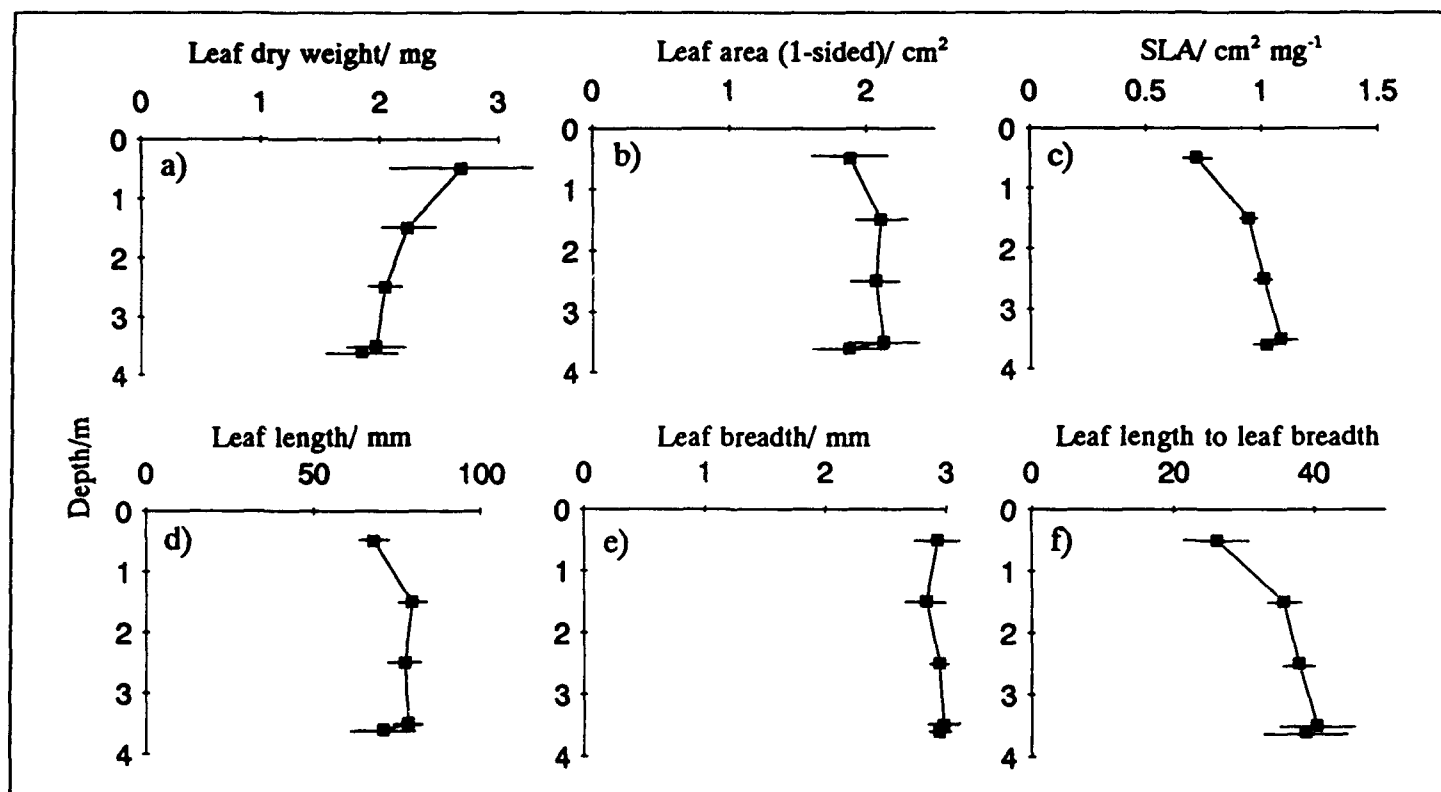 Leaf dry weight/ mg
0 1 2 3
0
1
2
3
4
a)
Leaf area (1-sided)/ cm²
0 1 2
0
1
2
3
4
b)
SLA/ cm² mg⁻¹
0 0.5 1 1.5
0
1
2
3
4
c)
Depth/m
Leaf length/ mm
0 50 100
0
1
2
3
4
d)
Leaf breadth/ mm
0 1 2 3
0
1
2
3
4
e)
Leaf length to leaf breadth
0 20 40
0
1
2
3
4
f)